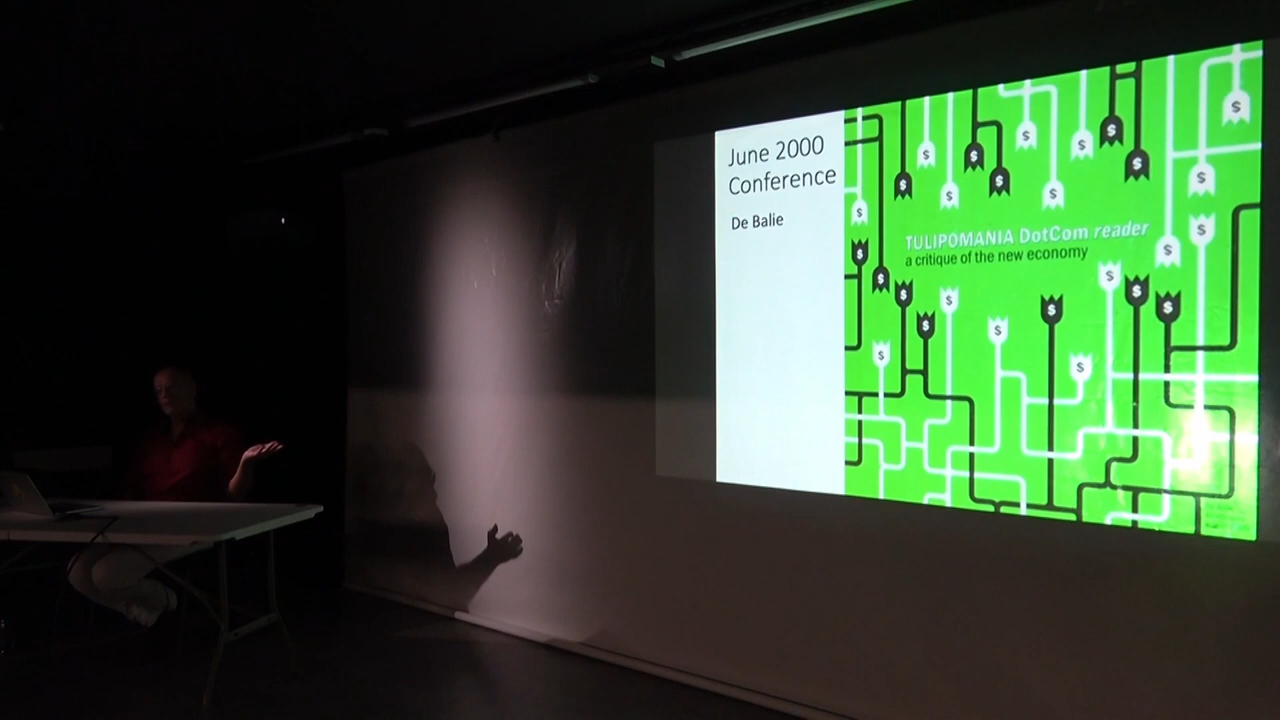 June 2000
Conference
De Balie
TULIPOMANIA DotCom reader
a critique of the new economy